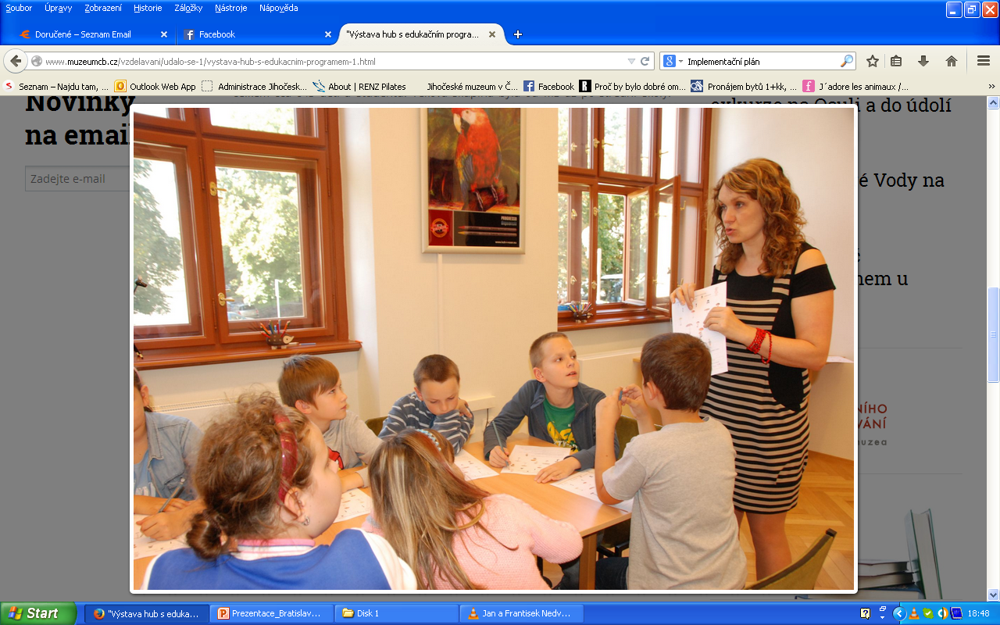 Soubor Úpravy Zobrazení Historie Záložky Nástroje Nápověda
Doručené – Seznam Email
Facebook
"Výstava hub s edukačním progra...
www.muzeumcb.cz/vzdelavani/udalo-se-1/vystava-hub-s-edukacnim-programem-1.html
Implementační plán
Seznam – Najdu tam, ...
Outlook Web App
Administrace Jihočesk...
About | RENZ Pilates
Jihočeské muzeum v Č...
Facebook
Proč by bylo dobré om...
Pronájem bytů 1+kk, ...
J´adore les animaux /...
Novinky
na email
Zadejte e-mail
a do údolí
é Vody na
é
nem u
PROGRESSO
NÍHO
VÁNÍ
uzea
Start
"Výstava hub s eduka...
Prezentace_Bratislav...
Disk 1
Jan a Frantisek Nedv...
18:48